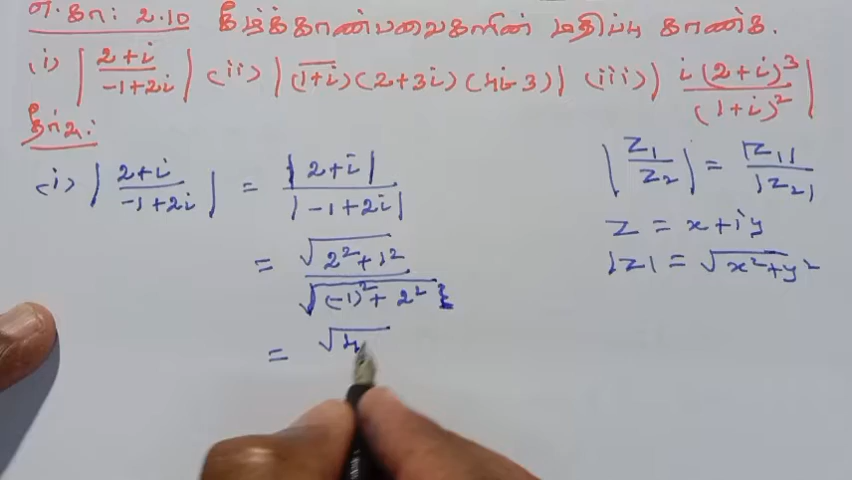 எ.கா: 2.10 கீழ்க்காண்பவைகளின் மதிப்பு காண்க.
(i) |2+i / -1+2i| (ii) |(1+i)‾(2+3i)(4i-3)| (iii) |i(2+i)³ / (1+i)²|
தீர்வு:
(i) |2+i / -1+2i| = |2+i| / |-1+2i|
= √2²+1² / √(-1)²+2²
= √4
|z₁ / z₂| = |z₁| / |z₂|
z = x+iy
|z| = √x²+y²